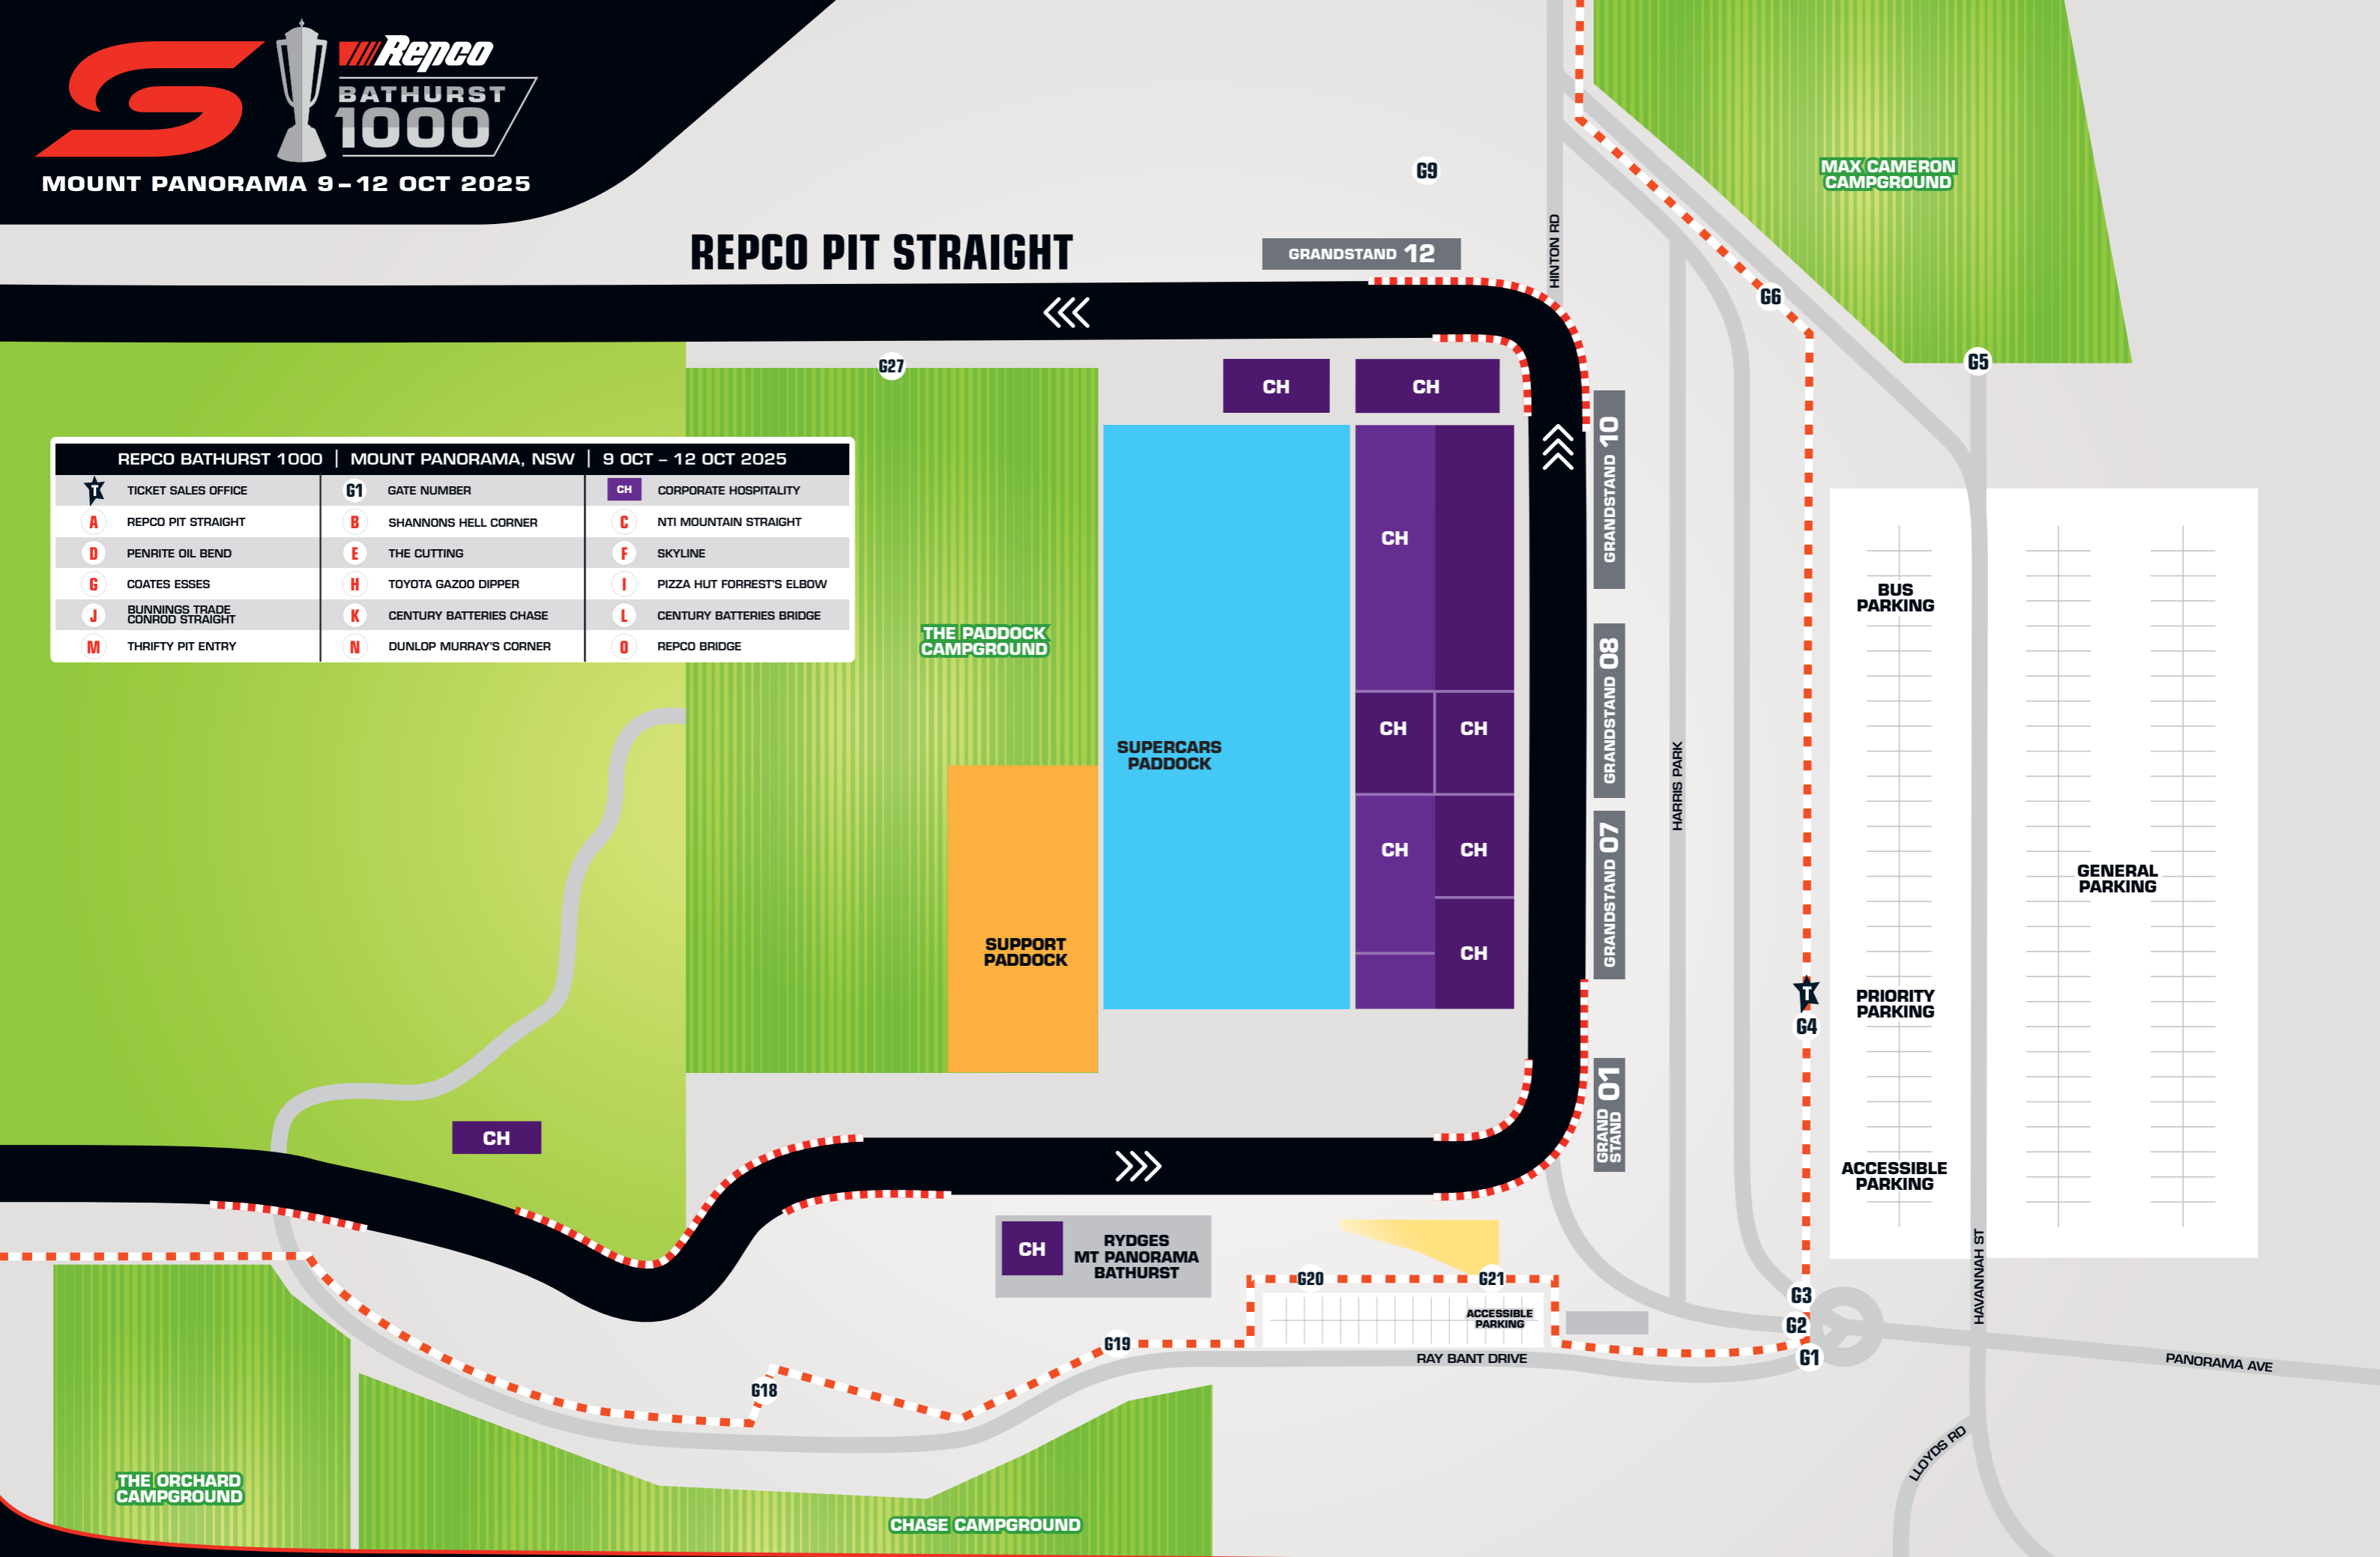 Repco
BATHURST
1000
MOUNT PANORAMA 9–12 OCT 2025
REPCO PIT STRAIGHT
G9
GRANDSTAND 12
HINTON RD
MAX CAMERON
CAMPGROUND
G6
G5
G27
CH
CH
REPCO BATHURST 1000 | MOUNT PANORAMA, NSW | 9 OCT – 12 OCT 2025
T TICKET SALES OFFICE
G1 GATE NUMBER
CH CORPORATE HOSPITALITY
A REPCO PIT STRAIGHT
B SHANNONS HELL CORNER
C NTI MOUNTAIN STRAIGHT
D PENRITE OIL BEND
E THE CUTTING
F SKYLINE
G COATES ESSES
H TOYOTA GAZOO DIPPER
I PIZZA HUT FORREST'S ELBOW
J BUNNINGS TRADE
CONROD STRAIGHT
K CENTURY BATTERIES CHASE
L CENTURY BATTERIES BRIDGE
M THRIFTY PIT ENTRY
N DUNLOP MURRAY'S CORNER
O REPCO BRIDGE
GRANDSTAND 10
CH
BUS
PARKING
THE PADDOCK
CAMPGROUND
GRANDSTAND 08
CH
CH
SUPERCARS
PADDOCK
HARRIS PARK
CH
CH
GRANDSTAND 07
GENERAL
PARKING
SUPPORT
PADDOCK
CH
T
G4
PRIORITY
PARKING
GRAND
STAND 01
CH
ACCESSIBLE
PARKING
RYDGES
MT PANORAMA
BATHURST
CH
G20
G21
G3
HAVANNAH ST
ACCESSIBLE
PARKING
G2
G19
G1
RAY BANT DRIVE
PANORAMA AVE
G18
LLOYDS RD
THE ORCHARD
CAMPGROUND
CHASE CAMPGROUND